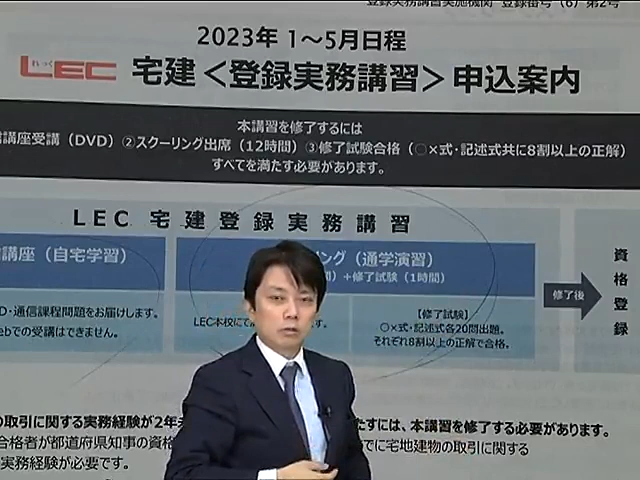 登録実務講習実施機関 登録番号（6）第2号
2023年 1～5月日程
れっく LEC 宅建＜登録実務講習＞申込案内
本講習を修了するには
講座受講（DVD）②スクーリング出席（12時間）③修了試験合格（○×式・記述式共に8割以上の正解）
すべてを満たす必要があります。
LEC 宅建登録実務講習
講座（自宅学習）
ング（通学演習）
＋修了試験（1時間）
D・通信課程問題をお届けします。
ebでの受講はできません。
LEC本校にて
す。
【修了試験】
○×式・記述式各20問出題。
それぞれ8割以上の正解で合格。
修了後
資格登録
の取引に関する実務経験が2年
たすには、本講習を修了する必要があります。
合格者が都道府県知事の資格
でに宅地建物の取引に関する
実務経験が必要です。